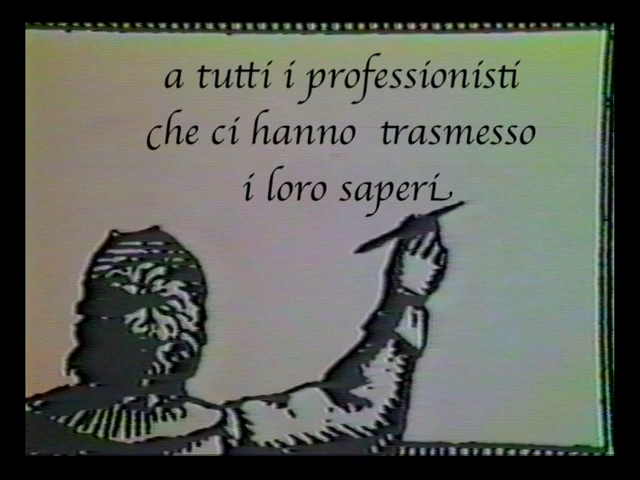 a tutti i professionisti
che ci hanno trasmesso
i loro saperi